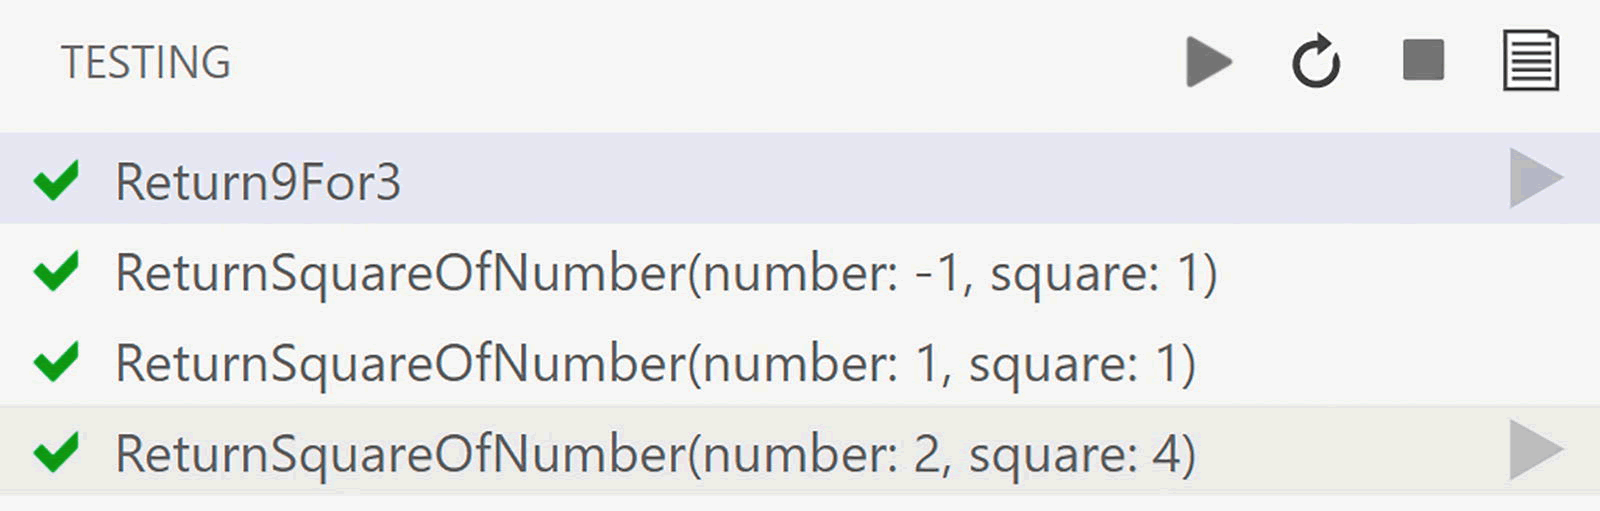 TESTING
Return9For3
ReturnSquareOfNumber(number: -1, square: 1)
ReturnSquareOfNumber(number: 1, square: 1)
ReturnSquareOfNumber(number: 2, square: 4)